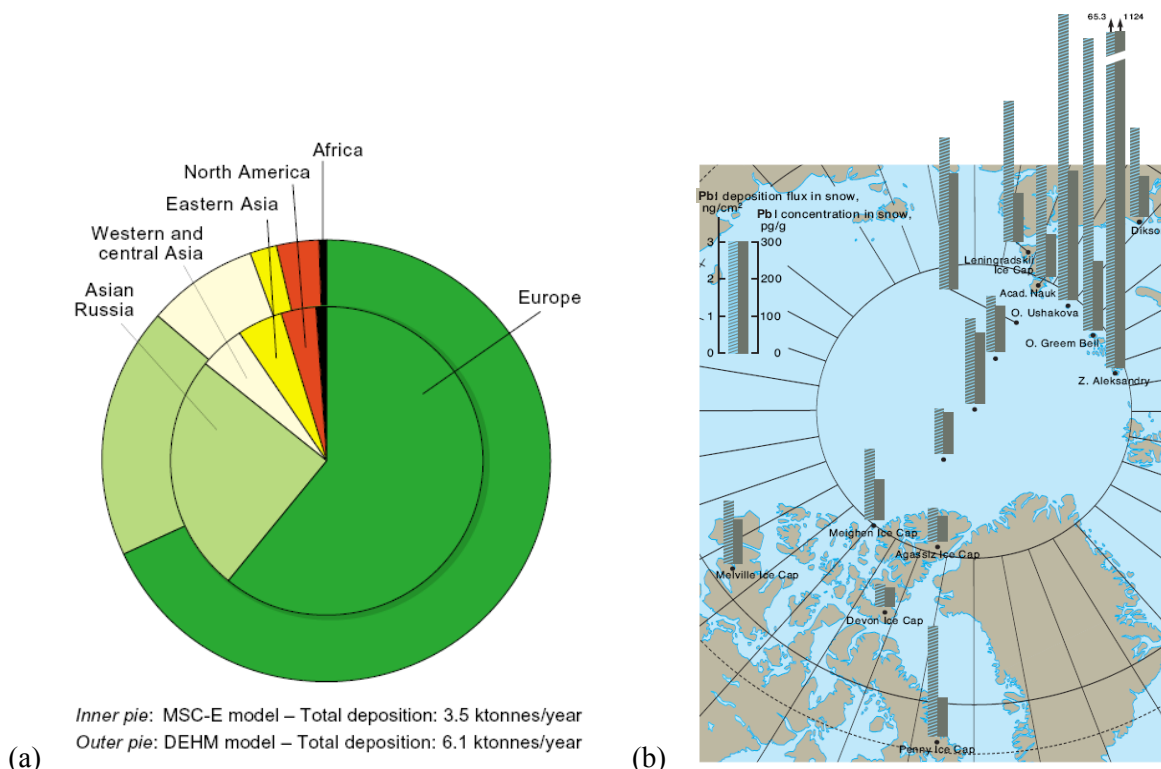 Africa
North America
Eastern Asia
Western and
central Asia
Asian
Russia
Europe
Inner pie: MSC-E model – Total deposition: 3.5 ktonnes/year
Outer pie: DEHM model – Total deposition: 6.1 ktonnes/year
(a)
65.3 1124
Pb| deposition flux in snow,
ng/cm²
Pb| concentration in snow,
pg/g
3 300
2 200
1 100
0 0
Dikso
Leningradski
Ice Cap
Acad. Nauk
O. Ushakova
O. Greem Bell
Z. Aleksandry
Meighen Ice Cap
Agassiz Ice Cap
Melville Ice Cap
Devon Ice Cap
Penny Ice Cap
(b)